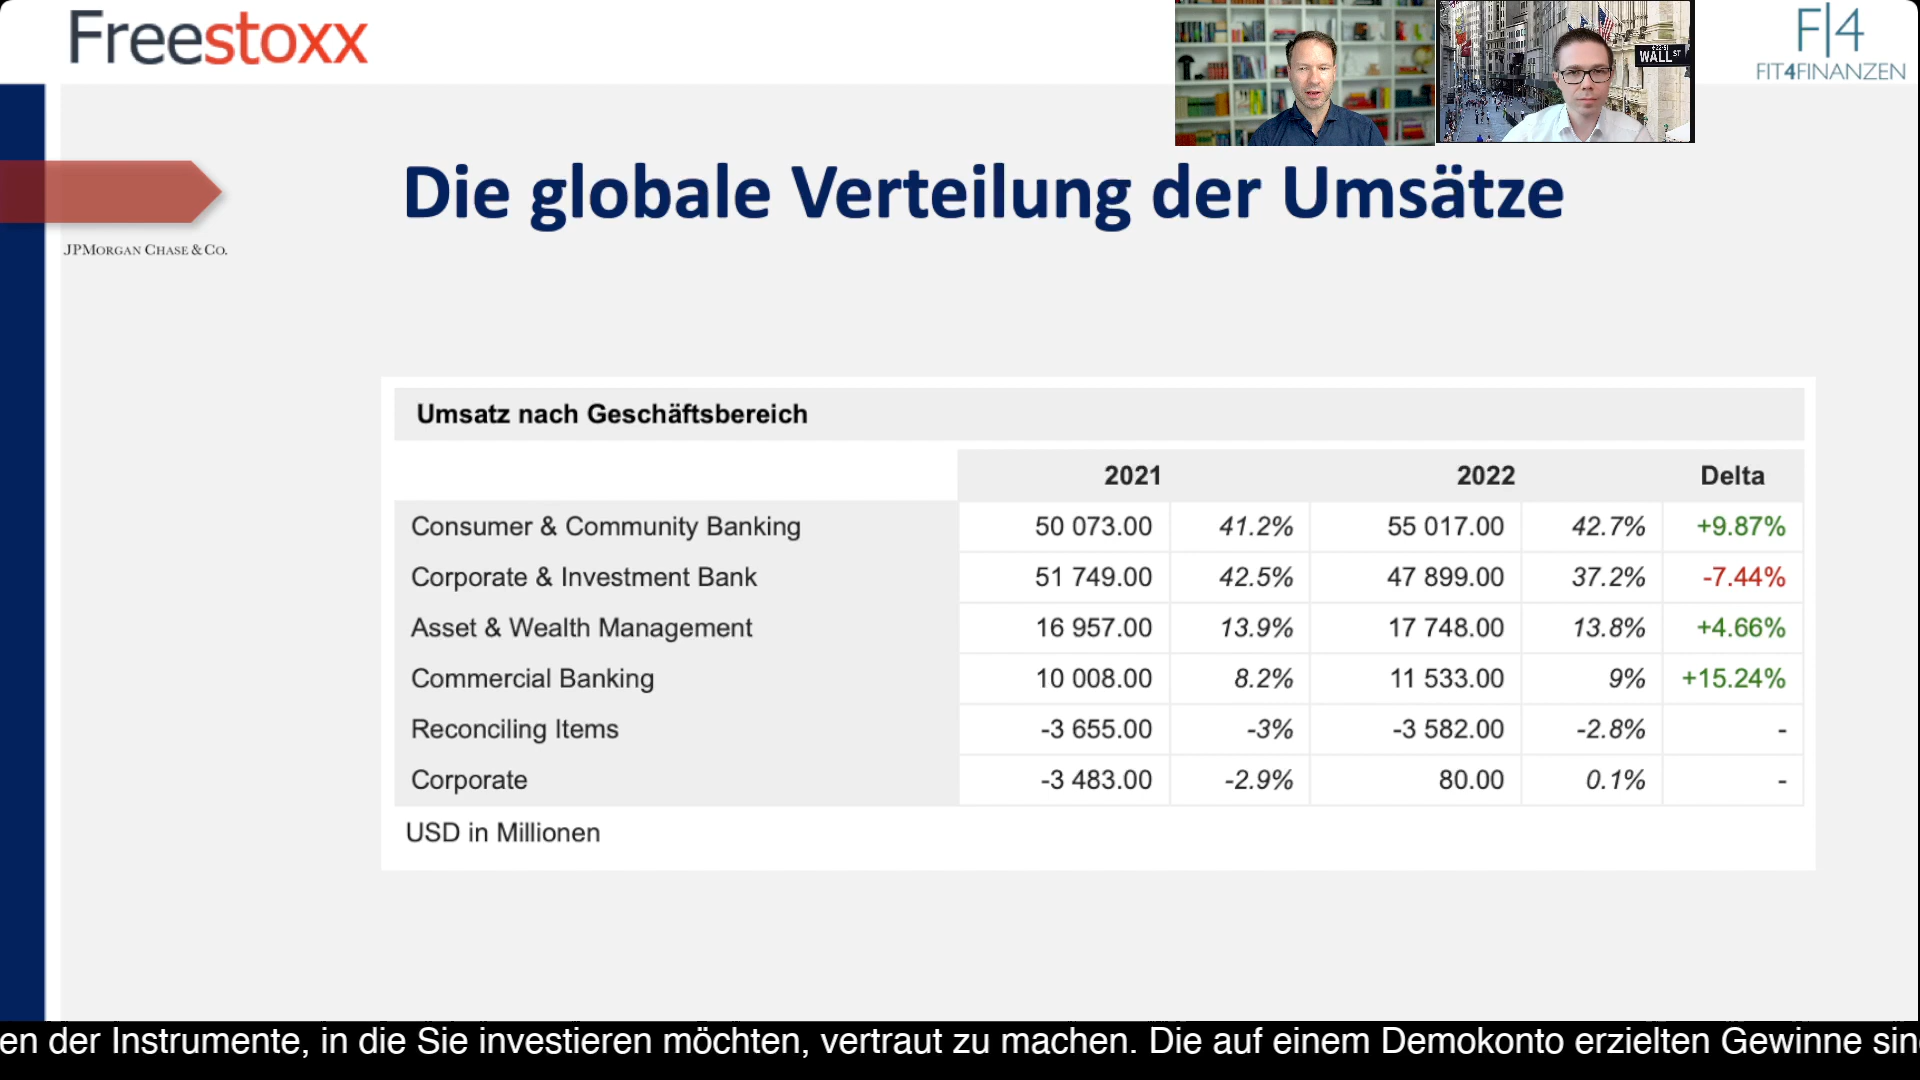 Freestoxx
WALL ST
F|4
FIT4FINANZEN
Die globale Verteilung der Umsätze
JPMORGAN CHASE & CO.
Umsatz nach Geschäftsbereich
2021 2022 Delta
Consumer & Community Banking 50 073.00 41.2% 55 017.00 42.7% +9.87%
Corporate & Investment Bank 51 749.00 42.5% 47 899.00 37.2% -7.44%
Asset & Wealth Management 16 957.00 13.9% 17 748.00 13.8% +4.66%
Commercial Banking 10 008.00 8.2% 11 533.00 9% +15.24%
Reconciling Items -3 655.00 -3% -3 582.00 -2.8% -
Corporate -3 483.00 -2.9% 80.00 0.1% -
USD in Millionen
en der Instrumente, in die Sie investieren möchten, vertraut zu machen. Die auf einem Demokonto erzielten Gewinne sin